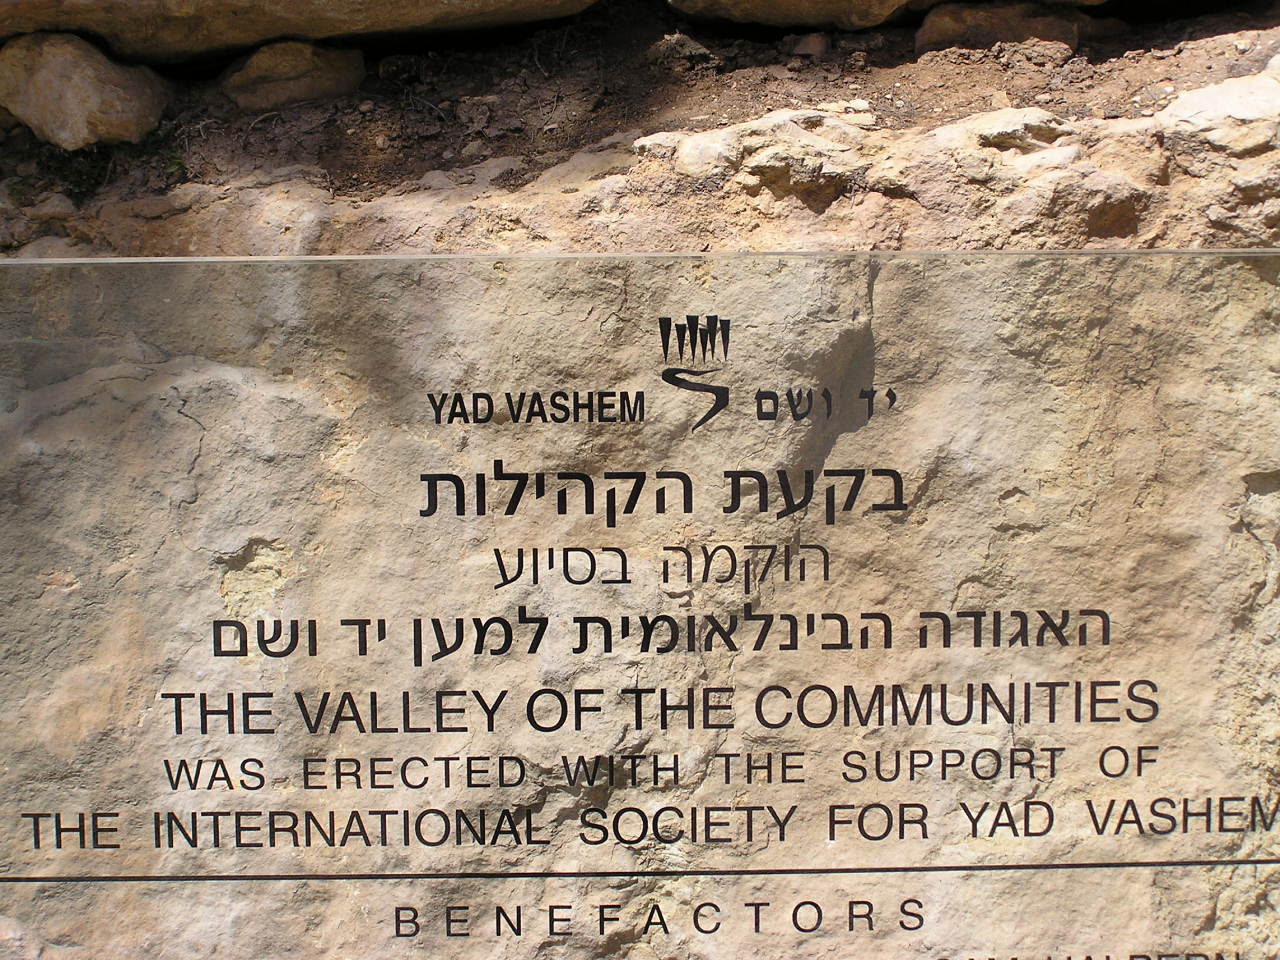 YAD VASHEM יד ושם
בקעת הקהילות
הוקמה בסיוע
האגודה הבינלאומית למען יד ושם
THE VALLEY OF THE COMMUNITIES
WAS ERECTED WITH THE SUPPORT OF
THE INTERNATIONAL SOCIETY FOR YAD VASHEM
BENEFACTORS